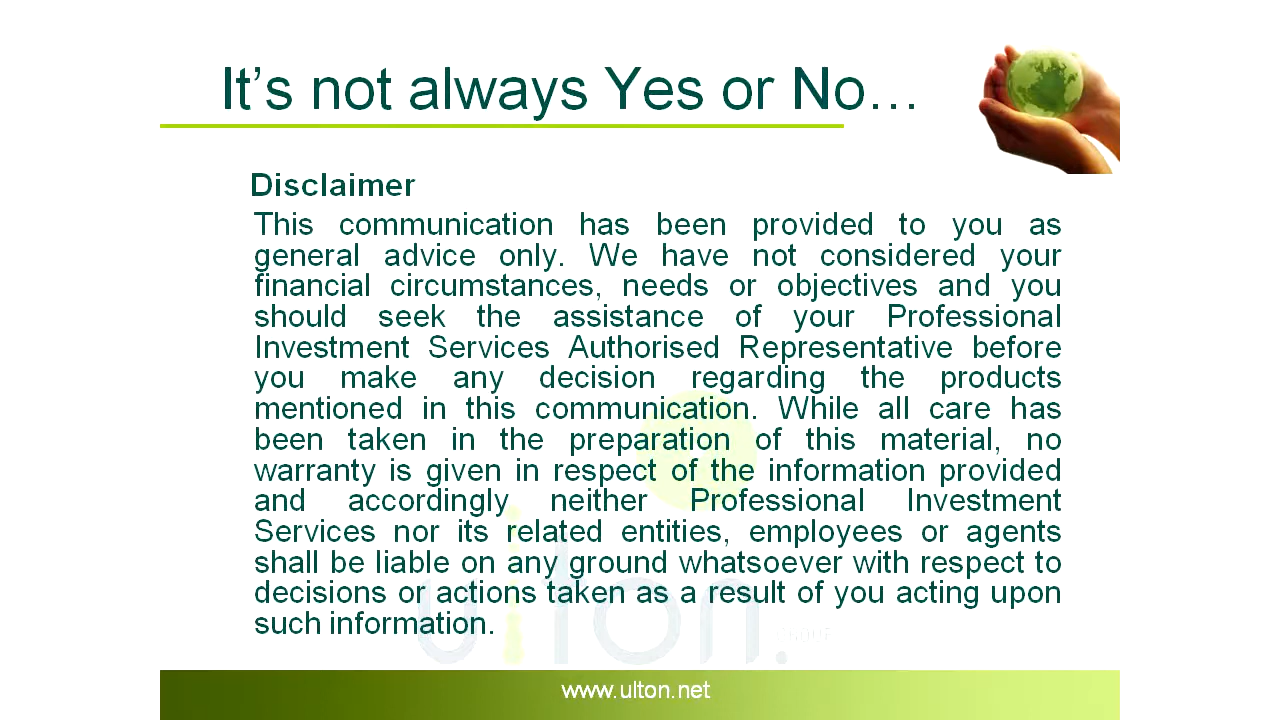 It’s not always Yes or No…
Disclaimer
This communication has been provided to you as
general advice only. We have not considered your
financial circumstances, needs or objectives and you
should seek the assistance of your Professional
Investment Services Authorised Representative before
you make any decision regarding the products
mentioned in this communication. While all care has
been taken in the preparation of this material, no
warranty is given in respect of the information provided
and accordingly neither Professional Investment
Services nor its related entities, employees or agents
shall be liable on any ground whatsoever with respect to
decisions or actions taken as a result of you acting upon
such information.
ulton.
GROUP
www.ulton.net